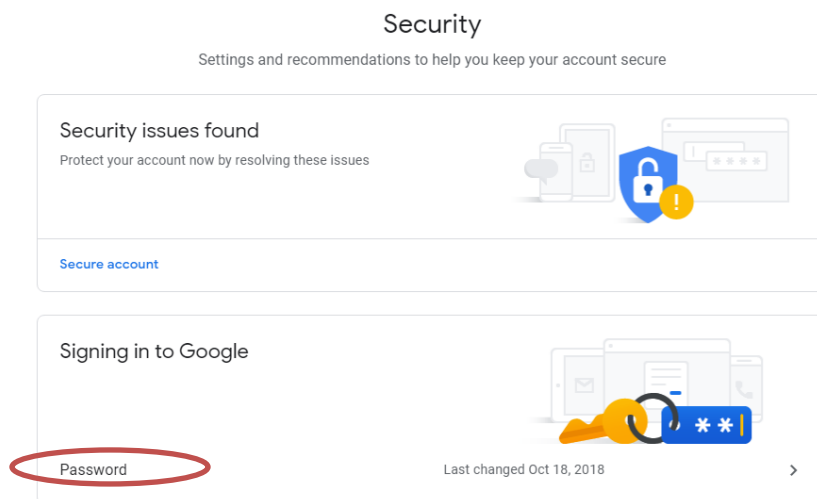 Security
Settings and recommendations to help you keep your account secure
Security issues found
Protect your account now by resolving these issues
Secure account
Signing in to Google
Password
Last changed Oct 18, 2018